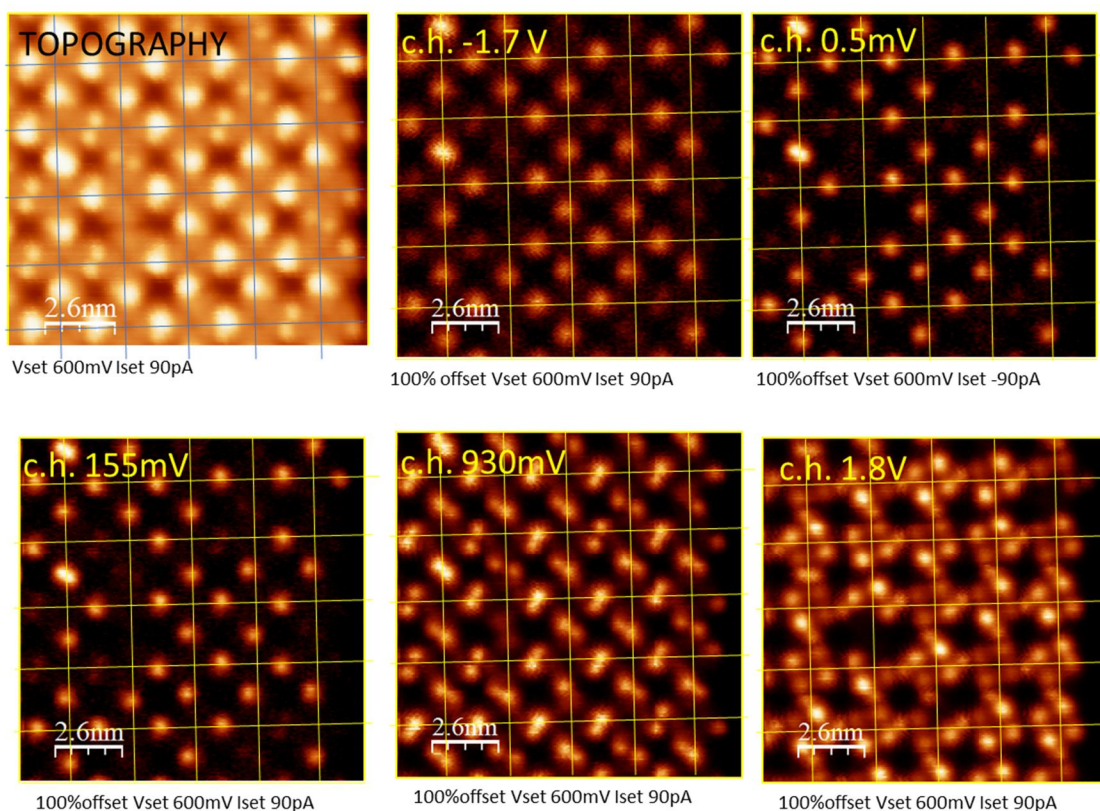 TOPOGRAPHY
c.h. -1.7 V
c.h. 0.5mV
2.6nm
2.6nm
2.6nm
Vset 600mV Iset 90pA
100% offset Vset 600mV Iset 90pA
100%offset Vset 600mV Iset -90pA
c.h. 155mV
c.h. 930mV
c.h. 1.8V
2.6nm
2.6nm
2.6nm
100%offset Vset 600mV Iset 90pA
100%offset Vset 600mV Iset 90pA
100%offset Vset 600mV Iset 90pA